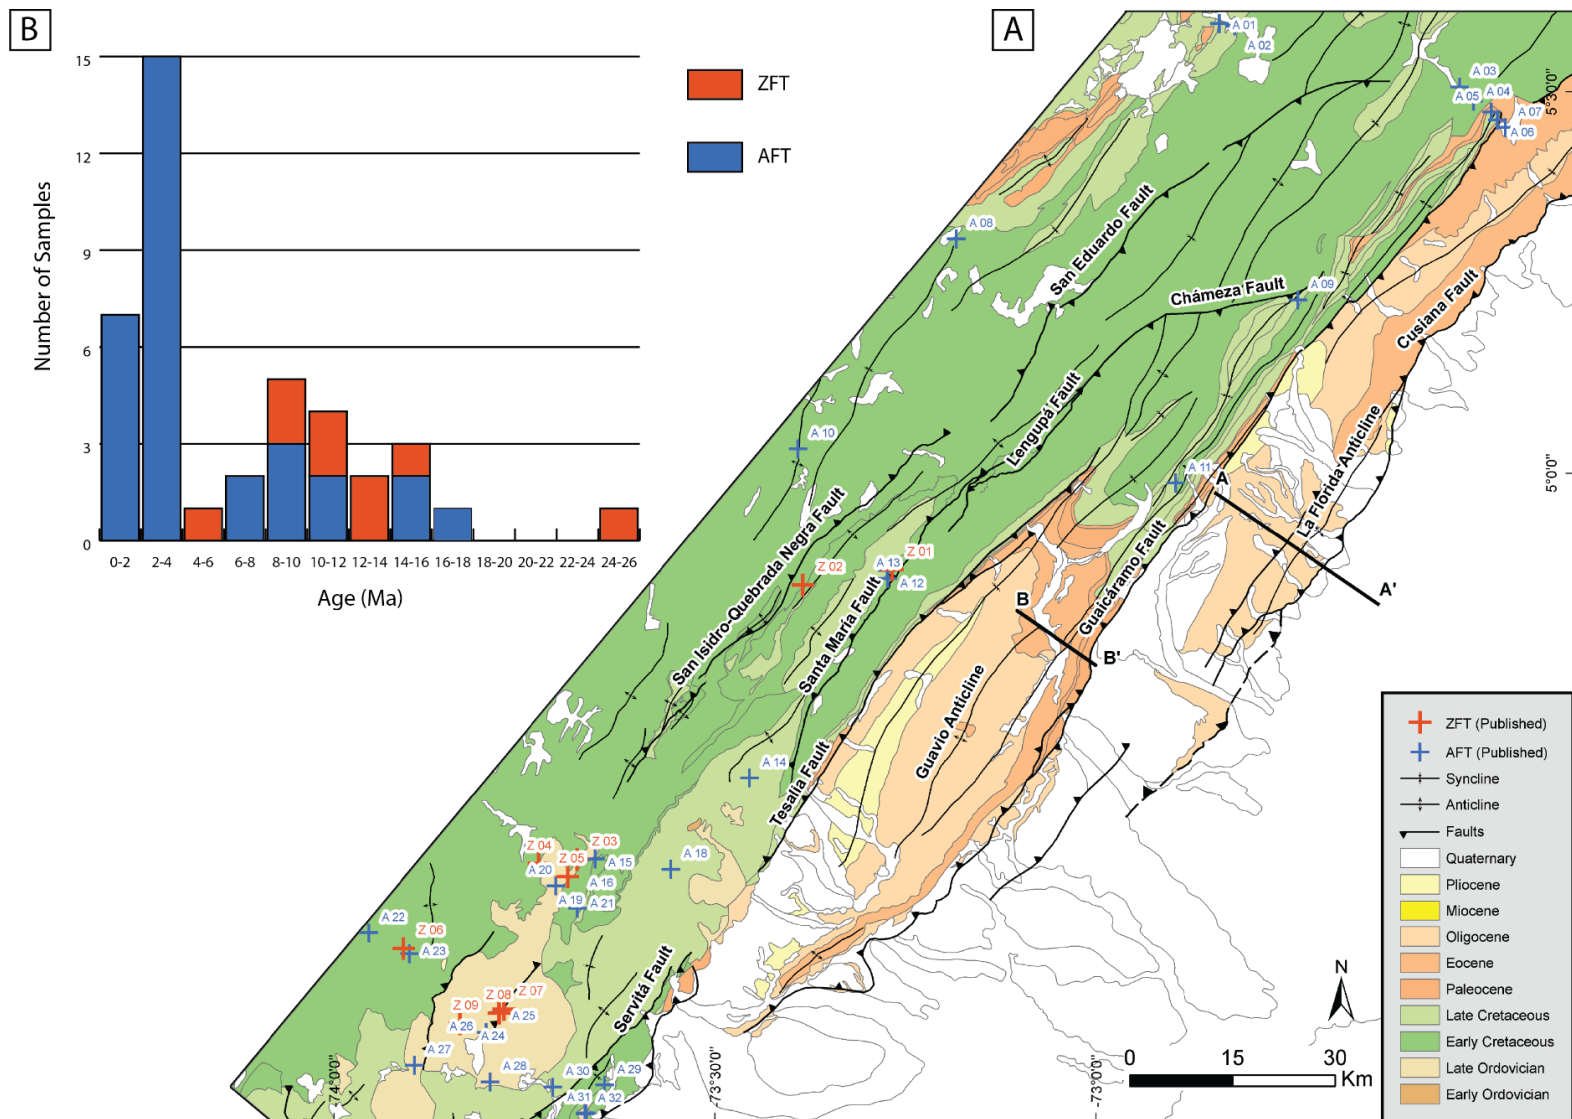 B
15
12
9
6
3
0
Number of Samples
0-2
2-4
4-6
6-8
8-10
10-12
12-14
14-16
16-18
18-20
20-22
22-24
24-26
Age (Ma)
ZFT
AFT
A
A 01
A 02
A 03
A 04
A 05
A 07
A 06
5°30'0"
A 08
San Eduardo Fault
Chámeza Fault
A 09
Cusiana Fault
A 10
Lengupá Fault
A 11
A
La Florida Anticline
5°0'0"
San Isidro-Quebrada Negra Fault
Z 01
A 13
A 12
Z 02
Santa María Fault
Guaicáramo Fault
A'
B
B'
Guavio Anticline
Tesalia Fault
A 14
Z 04
Z 03
Z 05
A 15
A 20
A 16
A 18
A 19
A 21
A 22
Z 06
A 23
Servitá Fault
Z 09
Z 08
Z 07
A 26
A 25
A 24
A 27
A 28
A 30
A 29
A 31
A 32
-74°0'0"
-73°30'0"
-73°0'0"
N
0 15 30
Km
ZFT (Published)
AFT (Published)
Syncline
Anticline
Faults
Quaternary
Pliocene
Miocene
Oligocene
Eocene
Paleocene
Late Cretaceous
Early Cretaceous
Late Ordovician
Early Ordovician